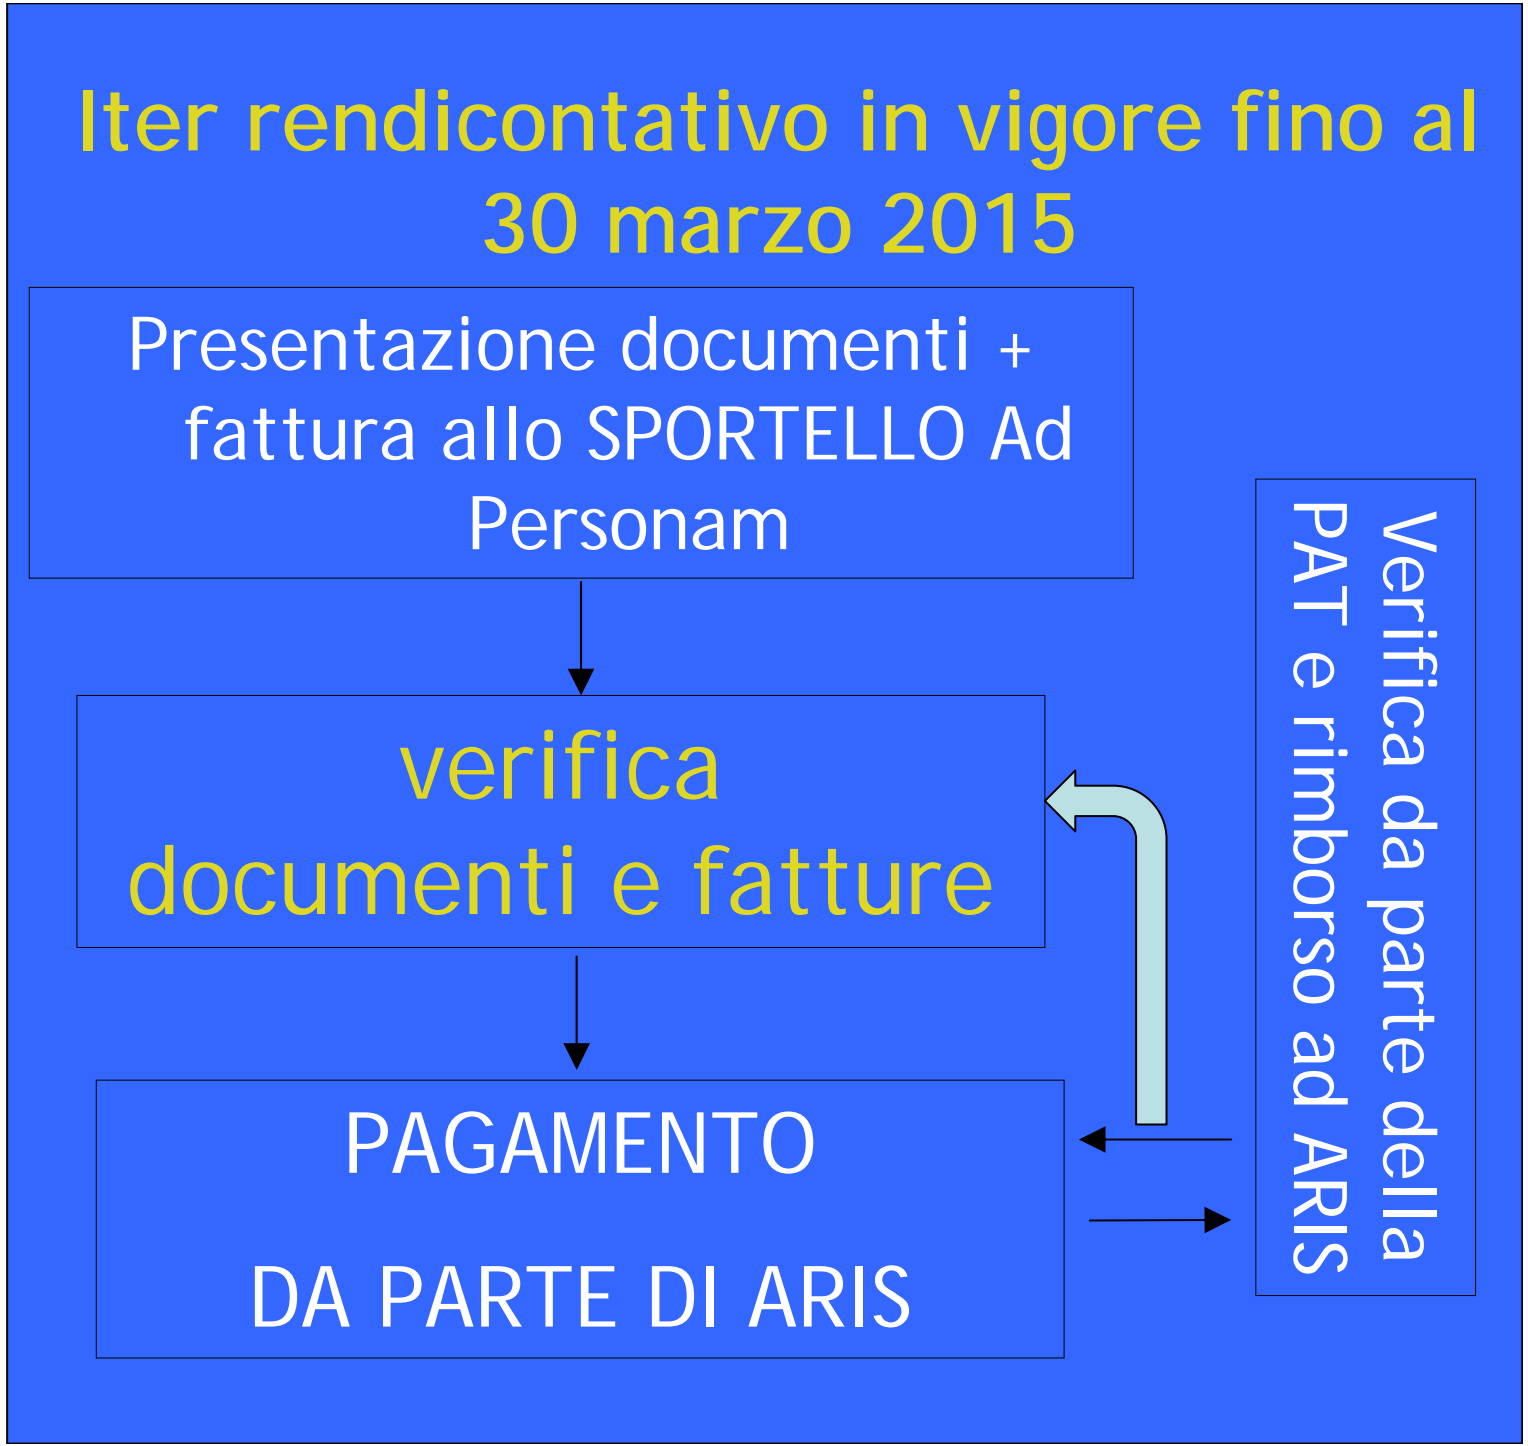 Iter rendicontativo in vigore fino al
30 marzo 2015
Presentazione documenti +
fattura allo SPORTELLO Ad
Personam
verifica
documenti e fatture
PAGAMENTO
DA PARTE DI ARIS
Verifica da parte della
PAT e rimborso ad ARIS